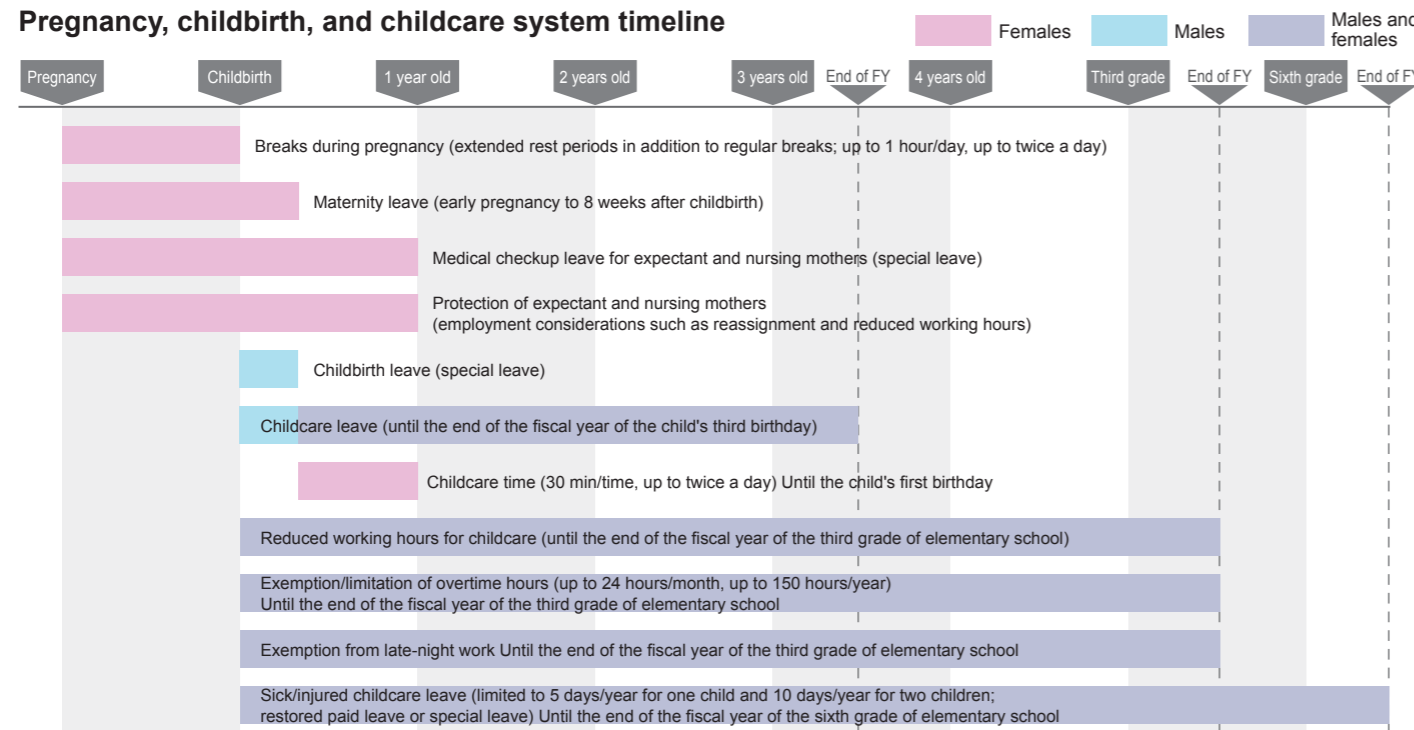 Pregnancy, childbirth, and childcare system timeline
Females
Males
Males and
females
Pregnancy
Childbirth
1 year old
2 years old
3 years old
End of FY
4 years old
Third grade
End of FY
Sixth grade
End of FY
Breaks during pregnancy (extended rest periods in addition to regular breaks; up to 1 hour/day, up to twice a day)
Maternity leave (early pregnancy to 8 weeks after childbirth)
Medical checkup leave for expectant and nursing mothers (special leave)
Protection of expectant and nursing mothers
(employment considerations such as reassignment and reduced working hours)
Childbirth leave (special leave)
Childcare leave (until the end of the fiscal year of the child's third birthday)
Childcare time (30 min/time, up to twice a day) Until the child's first birthday
Reduced working hours for childcare (until the end of the fiscal year of the third grade of elementary school)
Exemption/limitation of overtime hours (up to 24 hours/month, up to 150 hours/year)
Until the end of the fiscal year of the third grade of elementary school
Exemption from late-night work Until the end of the fiscal year of the third grade of elementary school
Sick/injured childcare leave (limited to 5 days/year for one child and 10 days/year for two children;
restored paid leave or special leave) Until the end of the fiscal year of the sixth grade of elementary school